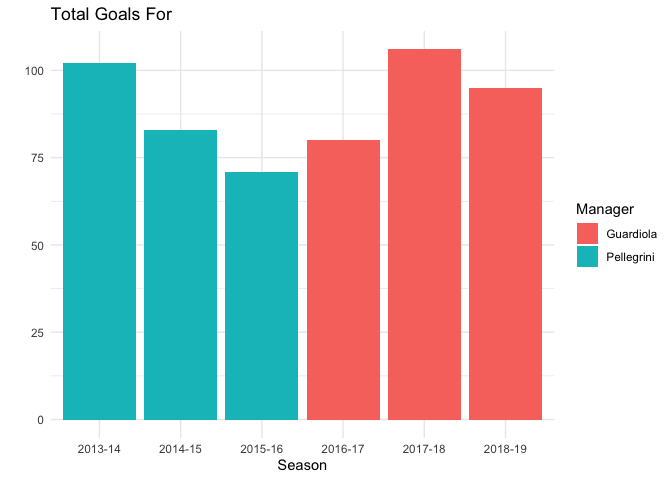 Total Goals For
100
75
50
25
0
2013-14 2014-15 2015-16 2016-17 2017-18 2018-19
Season
Manager
Guardiola
Pellegrini